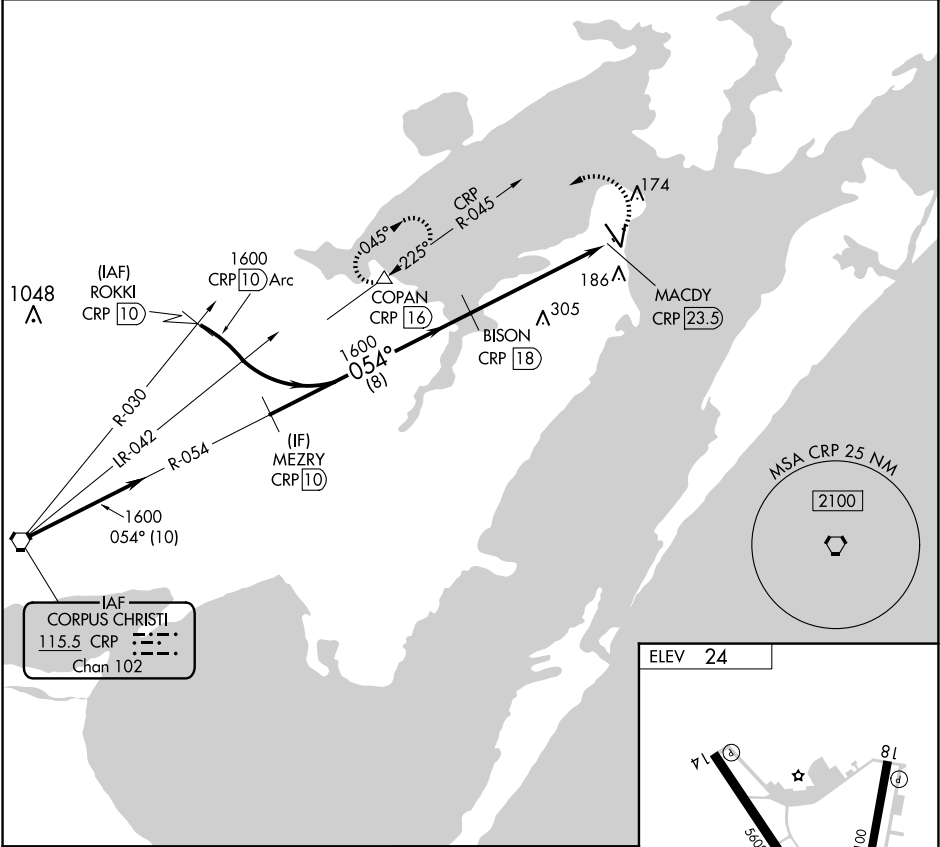 174
CRP
R-045
045°
225°
1600
CRP 10 Arc
(IAF)
ROKKI
CRP 10
1048
COPAN
CRP 16
186
MACDY
CRP 23.5
305
BISON
CRP 18
1600
054°
(8)
R-030
LR-042
R-054
(IF)
MEZRY
CRP 10
MSA CRP 25 NM
2100
1600
054° (10)
IAF
CORPUS CHRISTI
115.5 CRP
Chan 102
ELEV 24
14
P
18
P